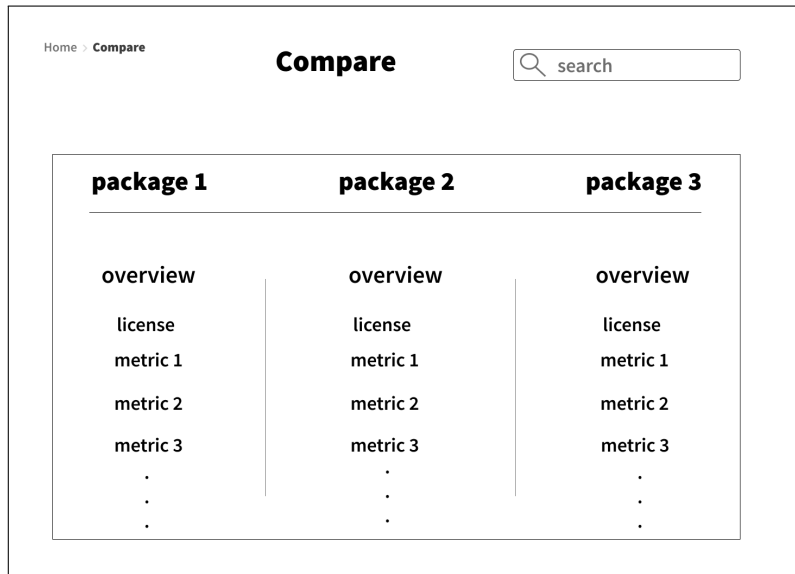 Home > Compare
Compare
search
package 1 package 2 package 3
overview overview overview
license license license
metric 1 metric 1 metric 1
metric 2 metric 2 metric 2
metric 3 metric 3 metric 3
. . .
. . .
. . .